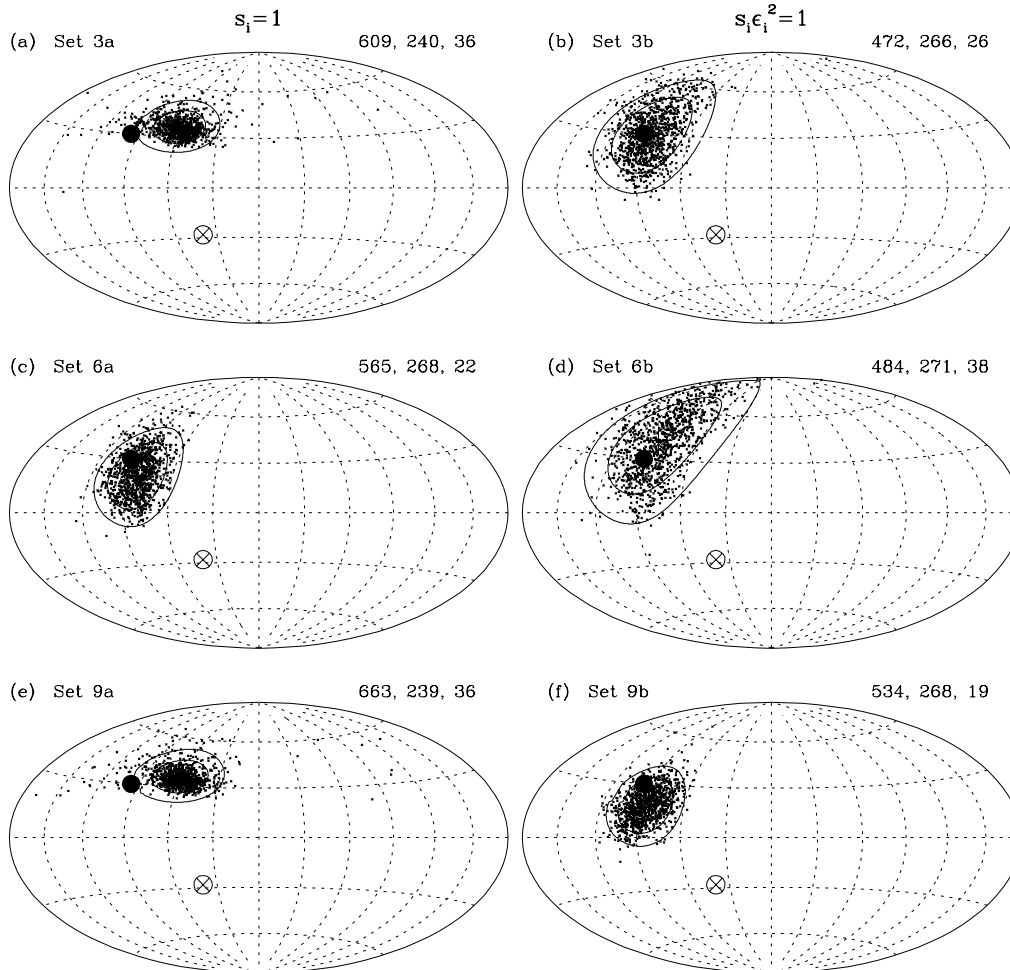 s_i=1
s_iϵ_i^2=1
(a) Set 3a 609, 240, 36
(b) Set 3b 472, 266, 26
(c) Set 6a 565, 268, 22
(d) Set 6b 484, 271, 38
(e) Set 9a 663, 239, 36
(f) Set 9b 534, 268, 19